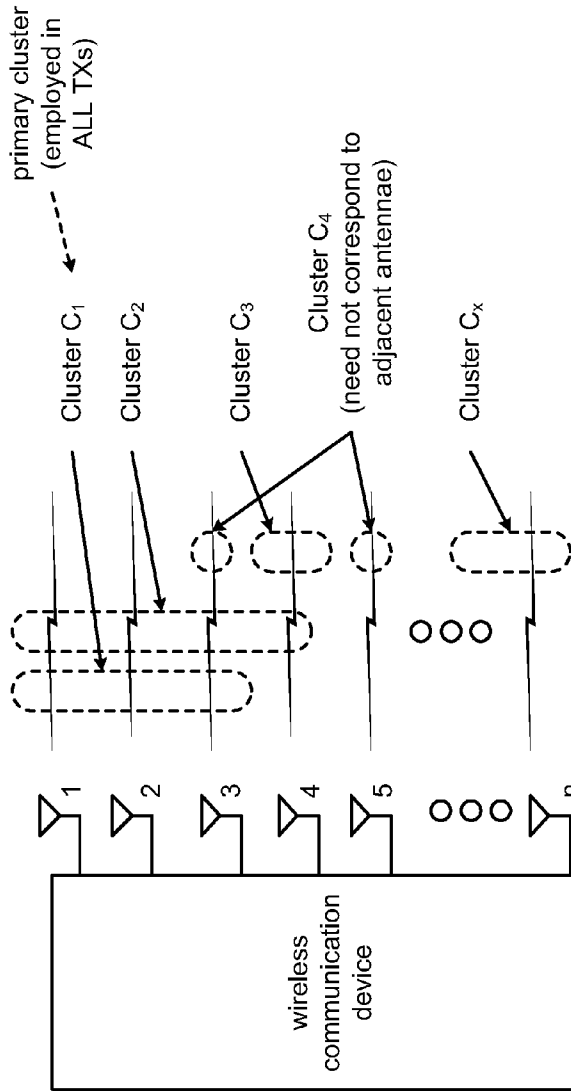 primary cluster
(employed in
ALL TXs)
Cluster C₁
Cluster C₂
Cluster C₃
Cluster C₄
(need not correspond to
adjacent antennae)
Cluster Cₓ
1
2
3
4
5
n
wireless
communication
device